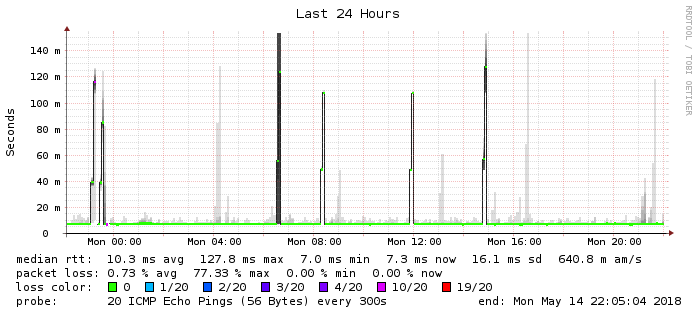 Last 24 Hours
RRDTOOL / TOBI OETIKER
Seconds
140 m
120 m
100 m
80 m
60 m
40 m
20 m
0
Mon 00:00 Mon 04:00 Mon 08:00 Mon 12:00 Mon 16:00 Mon 20:00
median rtt: 10.3 ms avg 127.8 ms max 7.0 ms min 7.3 ms now 16.1 ms sd 640.8 m am/s
packet loss: 0.73 % avg 77.33 % max 0.00 % min 0.00 % now
loss color: 0 1/20 2/20 3/20 4/20 10/20 19/20
probe: 20 ICMP Echo Pings (56 Bytes) every 300s end: Mon May 14 22:05:04 2018